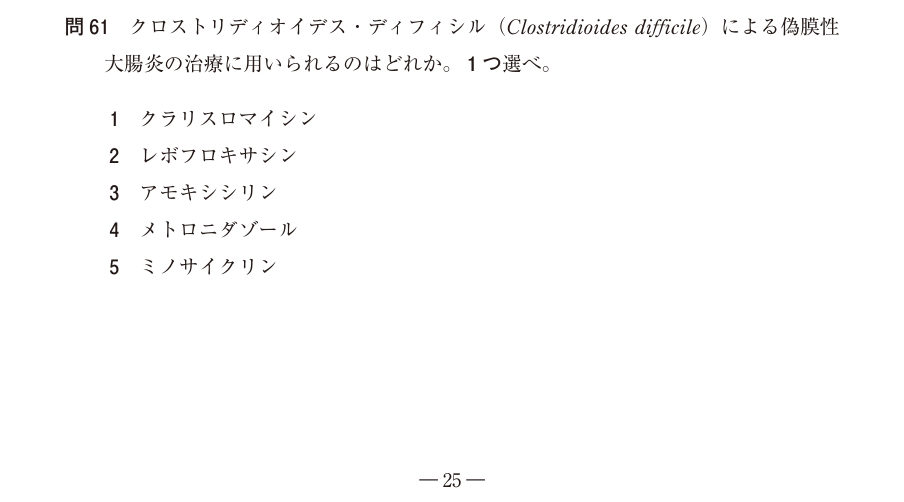 問 61　クロストリディオイデス・ディフィシル（Clostridioides difficile）による偽膜性
大腸炎の治療に用いられるのはどれか。1つ選べ。
1　クラリスロマイシン
2　レボフロキサシン
3　アモキシシリン
4　メトロニダゾール
5　ミノサイクリン
― 25 ―